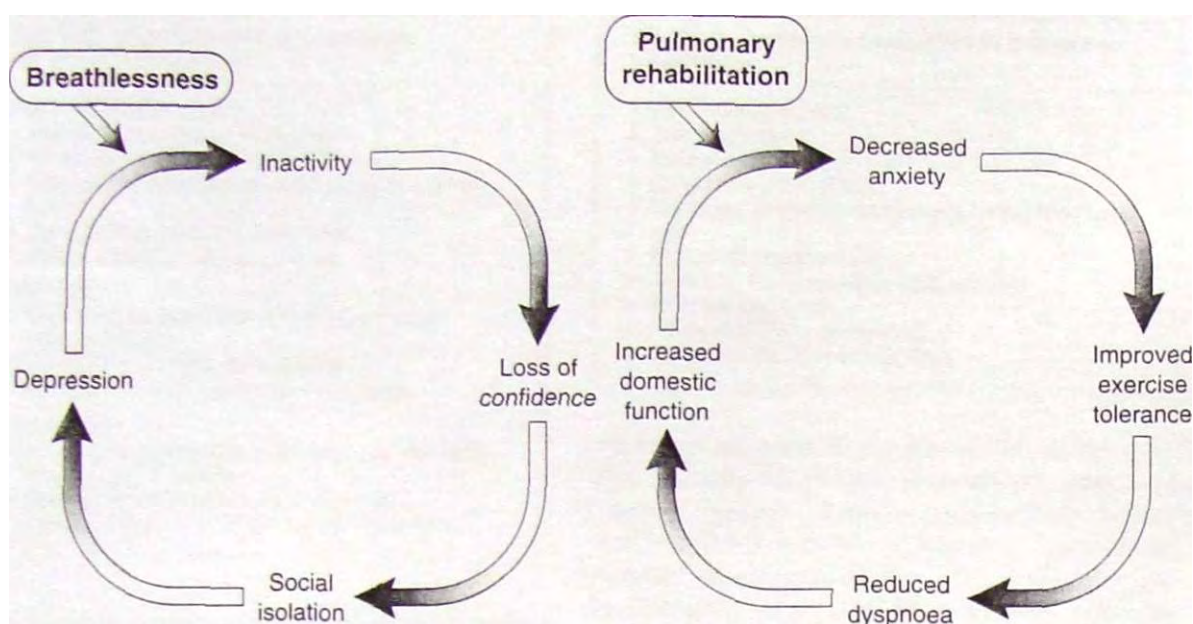 Breathlessness
Inactivity
Loss of
confidence
Social
isolation
Depression
Pulmonary
rehabilitation
Decreased
anxiety
Improved
exercise
tolerance
Reduced
dyspnoea
Increased
domestic
function